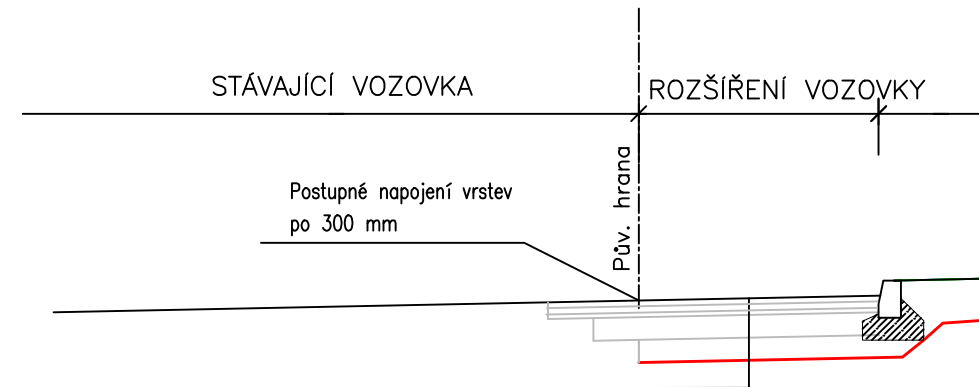 STÁVAJÍCÍ VOZOVKA
ROZŠÍŘENÍ VOZOVKY
Postupné napojení vrstev
po 300 mm
Pův. hrana